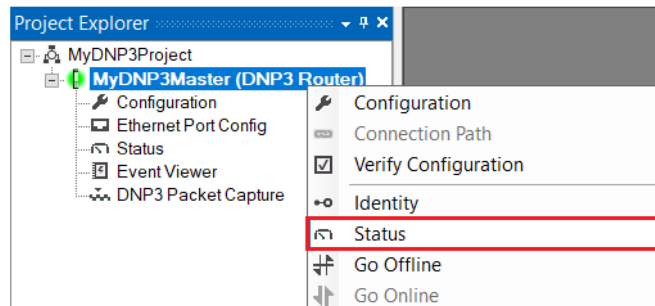 Project Explorer
MyDNP3Project
MyDNP3Master (DNP3 Router)
Configuration
Ethernet Port Config
Status
Event Viewer
DNP3 Packet Capture
Configuration
Connection Path
Verify Configuration
Identity
Status
Go Offline
Go Online